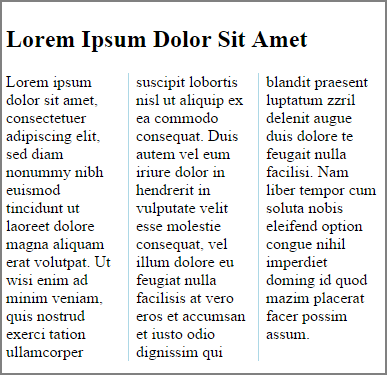 Lorem Ipsum Dolor Sit Amet
Lorem ipsum
dolor sit amet,
consectetuer
adipiscing elit,
sed diam
nonummy nibh
euismod
tincidunt ut
laoreet dolore
magna aliquam
erat volutpat. Ut
wisi enim ad
minim veniam,
quis nostrud
exerci tation
ullamcorper
suscipit lobortis
nisl ut aliquip ex
ea commodo
consequat. Duis
autem vel eum
iriure dolor in
hendrerit in
vulputate velit
esse molestie
consequat, vel
illum dolore eu
feugiat nulla
facilisis at vero
eros et accumsan
et iusto odio
dignissim qui
blandit praesent
luptatum zzril
delenit augue
duis dolore te
feugait nulla
facilisi. Nam
liber tempor cum
soluta nobis
eleifend option
congue nihil
imperdiet
doming id quod
mazim placerat
facer possim
assum.